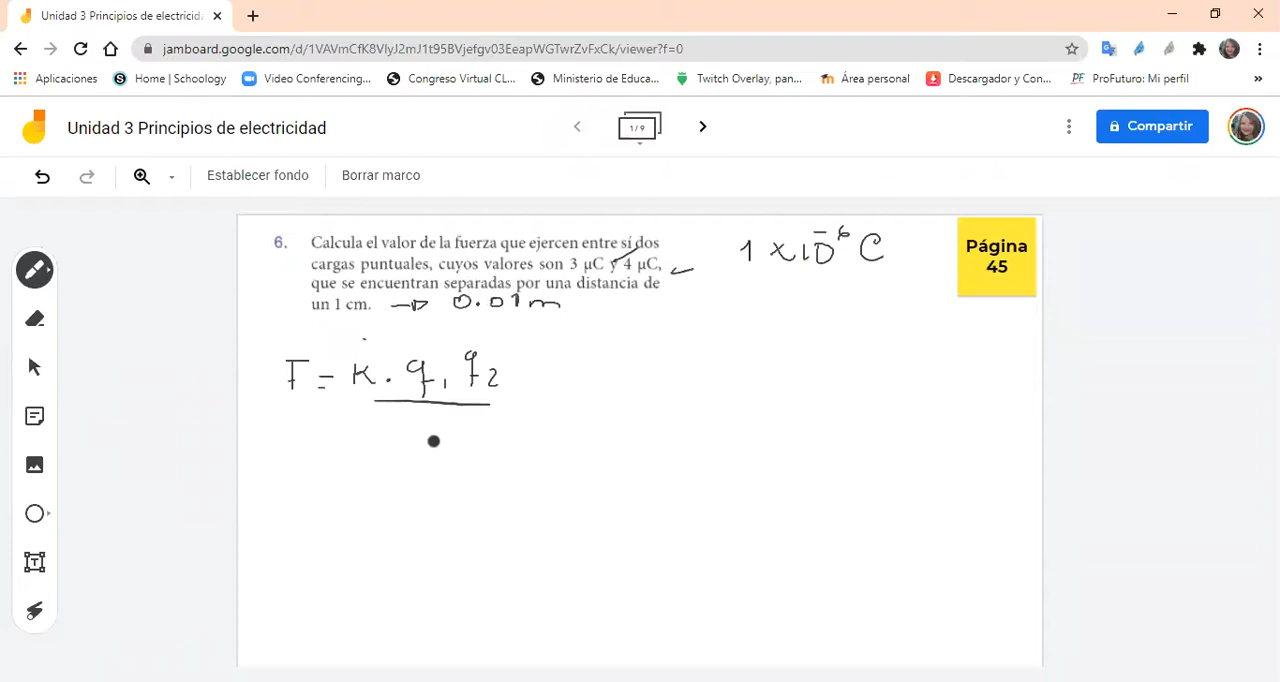 Unidad 3 Principios de electricida
jamboard.google.com/d/1VAVmCfK8VlyJ2mJ1t95BVjefgv03EeapWGTwrZvFxCk/viewer?f=0
Aplicaciones Home | Schoology Video Conferencing,... Congreso Virtual CL... Ministerio de Educa... Twitch Overlay, pan... Área personal Descargador y Con... ProFuturo: Mi perfil »
Unidad 3 Principios de electricidad
1/9
Compartir
Establecer fondo Borrar marco
6. Calcula el valor de la fuerza que ejercen entre sí dos
cargas puntuales, cuyos valores son 3 μC y 4 μC,
que se encuentran separadas por una distancia de
un 1 cm. → 0.01m
1 x10⁻⁶ C
Página
45
F = K . q₁ q₂